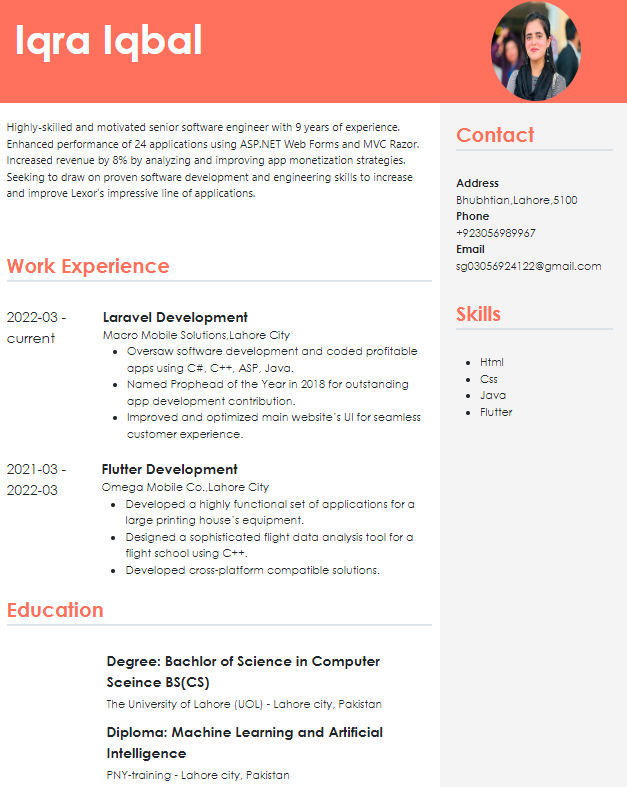 Iqra Iqbal
Highly-skilled and motivated senior software engineer with 9 years of experience.
Enhanced performance of 24 applications using ASP.NET Web Forms and MVC Razor.
Increased revenue by 8% by analyzing and improving app monetization strategies.
Seeking to draw on proven software development and engineering skills to increase
and improve Lexor's impressive line of applications.
Work Experience
2022-03 -
current
Laravel Development
Macro Mobile Solutions,Lahore City
• Oversaw software development and coded profitable
apps using C#, C++, ASP, Java.
• Named Prophead of the Year in 2018 for outstanding
app development contribution.
• Improved and optimized main website's UI for seamless
customer experience.
2021-03 -
2022-03
Flutter Development
Omega Mobile Co.,Lahore City
• Developed a highly functional set of applications for a
large printing house's equipment.
• Designed a sophisticated flight data analysis tool for a
flight school using C++.
• Developed cross-platform compatible solutions.
Education
Degree: Bachlor of Science in Computer
Sceince BS(CS)
The University of Lahore (UOL) - Lahore city, Pakistan
Diploma: Machine Learning and Artificial
Intelligence
PNY-training - Lahore city, Pakistan
Contact
Address
Bhubhtian,Lahore,5100
Phone
+923056989967
Email
sg03056924122@gmail.com
Skills
• Html
• Css
• Java
• Flutter